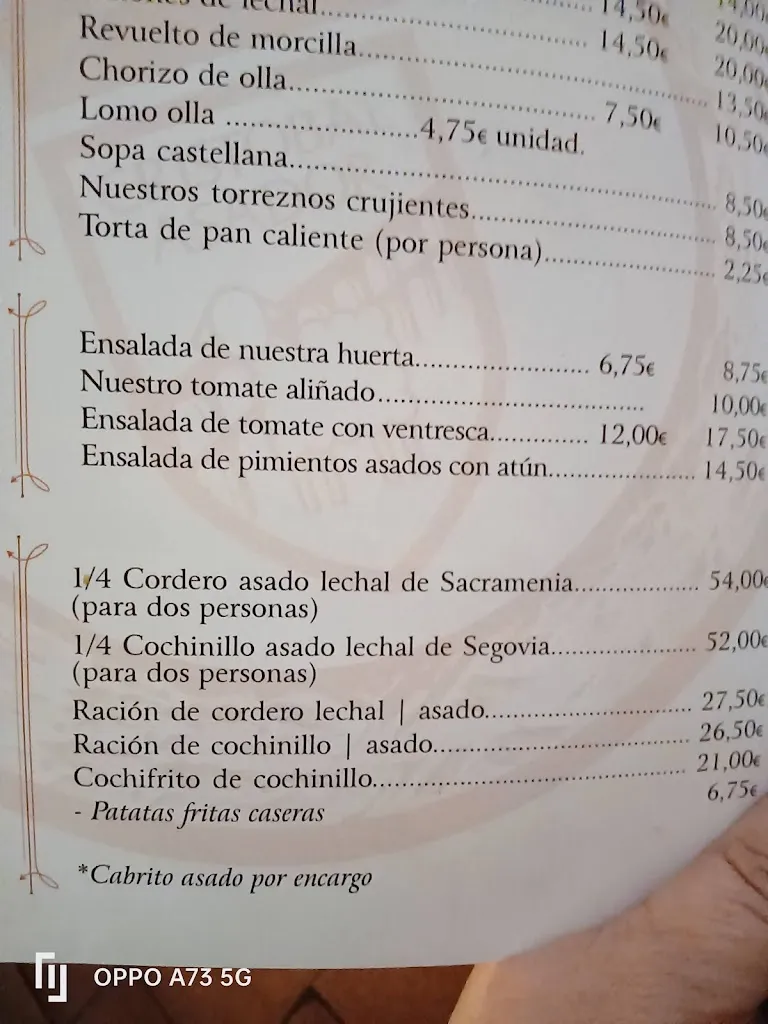 14,50€ 20,00€
de lechal.......... 14,50€ 20,00€
Revuelto de morcilla.......... 13,50€
Chorizo de olla.......... 7,50€ 10,50€
Lomo olla ..........4,75€ unidad.
Sopa castellana.......... 8,50€
Nuestros torreznos crujientes.......... 8,50€
Torta de pan caliente (por persona).......... 2,25€
Ensalada de nuestra huerta.......... 6,75€ 8,75€
Nuestro tomate aliñado.......... 10,00€
Ensalada de tomate con ventresca.......... 12,00€ 17,50€
Ensalada de pimientos asados con atún.......... 14,50€
1/4 Cordero asado lechal de Sacramenia.......... 54,00€
(para dos personas)
1/4 Cochinillo asado lechal de Segovia.......... 52,00€
(para dos personas)
Ración de cordero lechal | asado.......... 27,50€
Ración de cochinillo | asado.......... 26,50€
Cochifrito de cochinillo.......... 21,00€
- Patatas fritas caseras 6,75€
*Cabrito asado por encargo
OPPO A73 5G